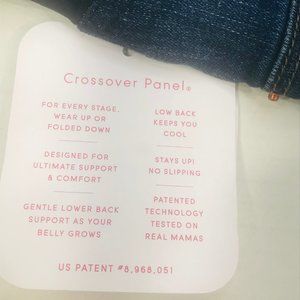 Crossover Panel®
FOR EVERY STAGE.
WEAR UP OR
FOLDED DOWN
DESIGNED FOR
ULTIMATE SUPPORT
& COMFORT
GENTLE LOWER BACK
SUPPORT AS YOUR
BELLY GROWS
LOW BACK
KEEPS YOU
COOL
STAYS UP!
NO SLIPPING
PATENTED
TECHNOLOGY
TESTED ON
REAL MAMAS
US PATENT #8,968,051